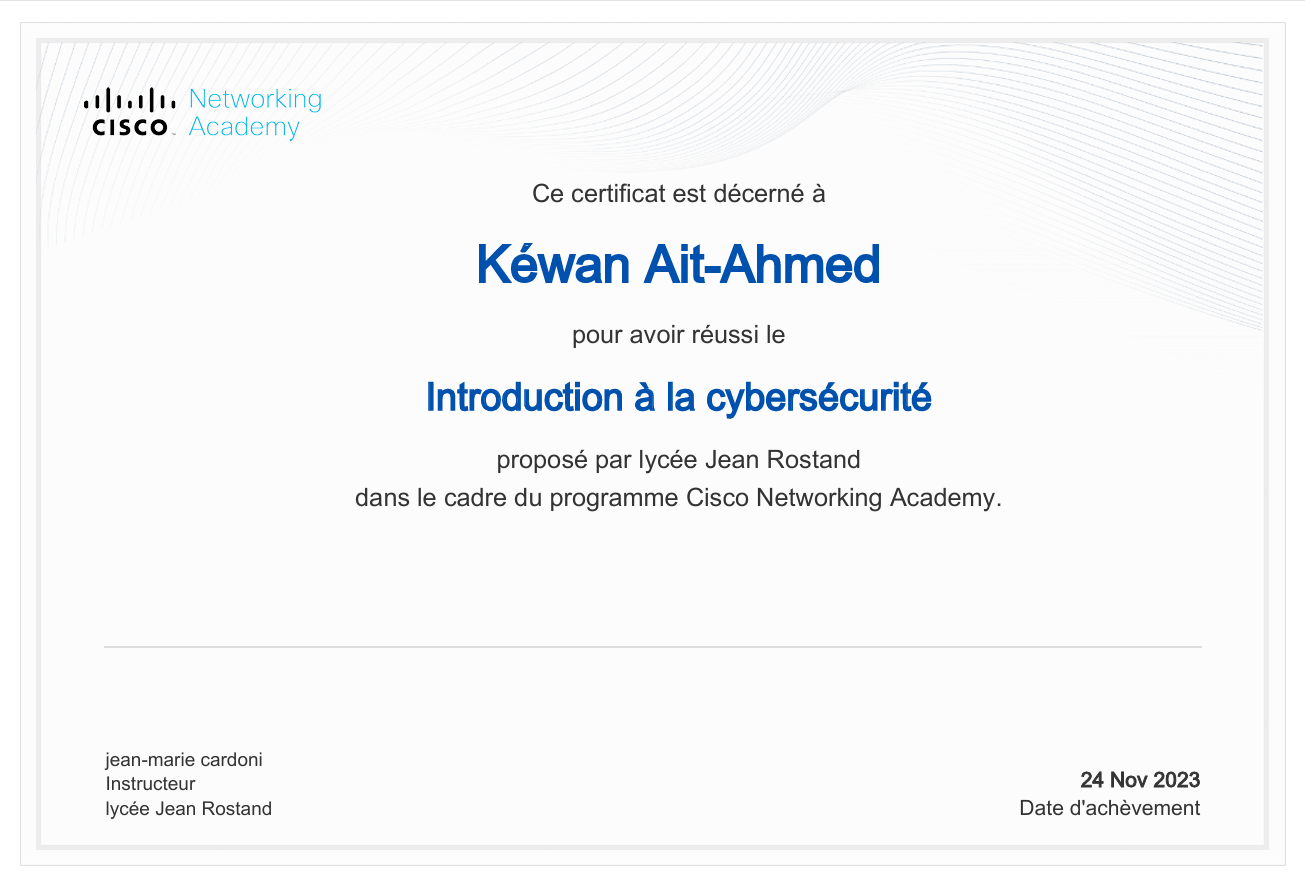 Networking
CISCO Academy
Ce certificat est décerné à
Kéwan Ait-Ahmed
pour avoir réussi le
Introduction à la cybersécurité
proposé par lycée Jean Rostand
dans le cadre du programme Cisco Networking Academy.
jean-marie cardoni
Instructeur
lycée Jean Rostand
24 Nov 2023
Date d'achèvement